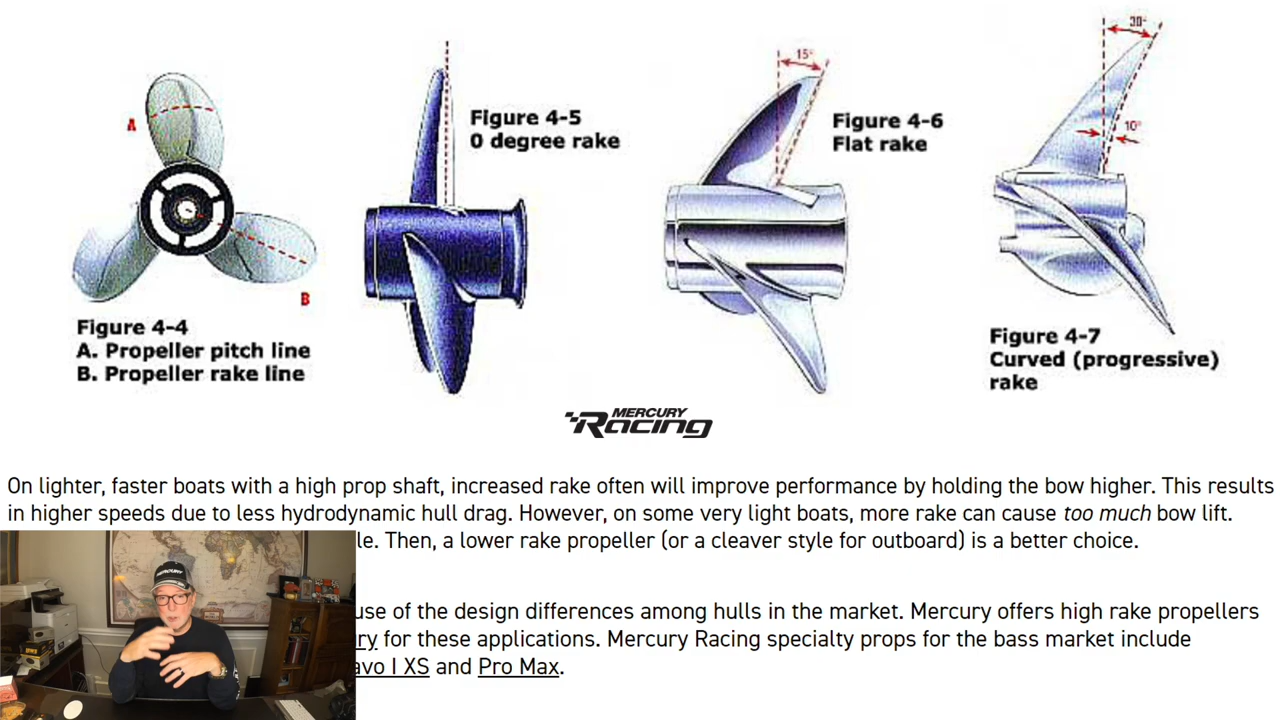 A
B
Figure 4-4
A. Propeller pitch line
B. Propeller rake line
Figure 4-5
0 degree rake
15°
Figure 4-6
Flat rake
30°
10°
Figure 4-7
Curved (progressive)
rake
MERCURY
Racing
On lighter, faster boats with a high prop shaft, increased rake often will improve performance by holding the bow higher. This results
in higher speeds due to less hydrodynamic hull drag. However, on some very light boats, more rake can cause too much bow lift.
le. Then, a lower rake propeller (or a cleaver style for outboard) is a better choice.
use of the design differences among hulls in the market. Mercury offers high rake propellers
ry for these applications. Mercury Racing specialty props for the bass market include
avo I XS and Pro Max.
MERCURY